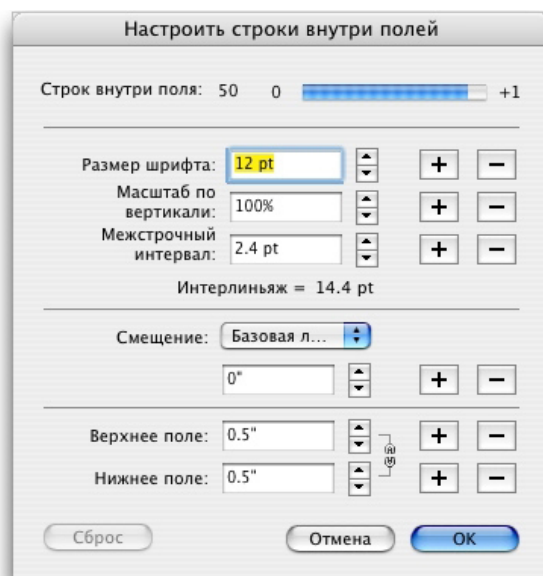 Настроить строки внутри полей
Строк внутри поля: 50 0 +1
Размер шрифта: 12 pt + −
Масштаб по
вертикали: 100% + −
Межстрочный
интервал: 2.4 pt + −
Интерлиньяж = 14.4 pt
Смещение: Базовая л...
0" + −
Верхнее поле: 0.5" + −
Нижнее поле: 0.5" + −
Сброс Отмена OK